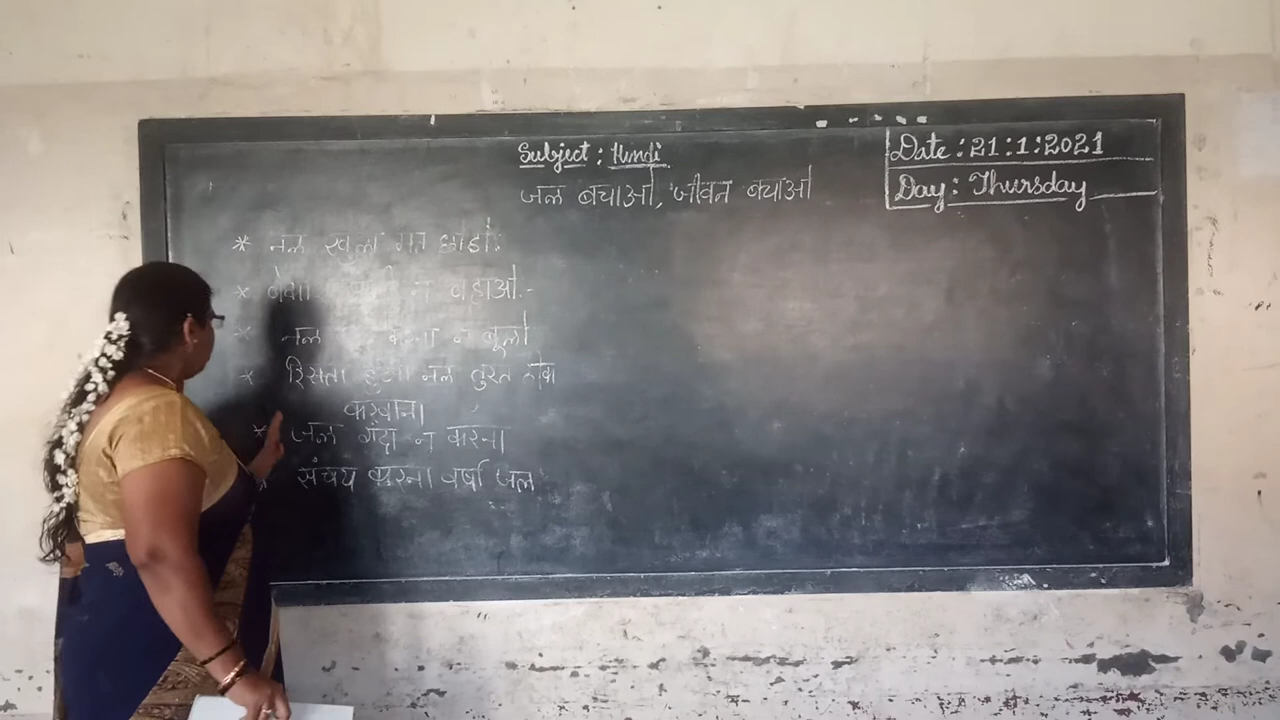 Subject : Hindi
जल बचाओ, जीवन बचाओ
Date : 21:1:2021
Day : Thursday
* नल खुला मत छोडो:
* न बहाओ.-
* नल करना न भूलो
* रिसता हुआ नल तुरंत ठीक
करवाना
* जल गंदा न करना
संचय करना वर्षा जल